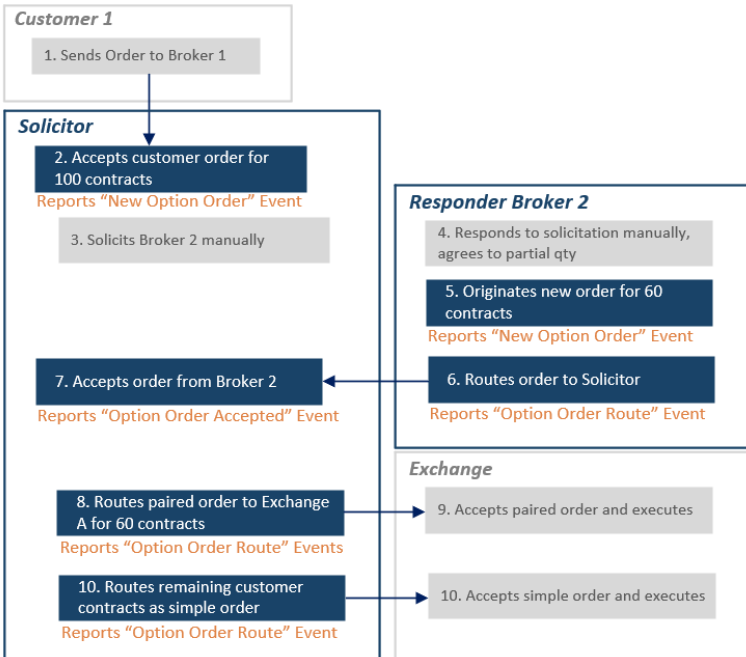 Customer 1
1. Sends Order to Broker 1
Solicitor
2. Accepts customer order for
100 contracts
Reports “New Option Order” Event
3. Solicits Broker 2 manually
Responder Broker 2
4. Responds to solicitation manually,
agrees to partial qty
5. Originates new order for 60
contracts
Reports “New Option Order” Event
6. Routes order to Solicitor
Reports “Option Order Route” Event
7. Accepts order from Broker 2
Reports “Option Order Accepted” Event
8. Routes paired order to Exchange
A for 60 contracts
Reports “Option Order Route” Events
Exchange
9. Accepts paired order and executes
10. Routes remaining customer
contracts as simple order
Reports “Option Order Route” Event
10. Accepts simple order and executes